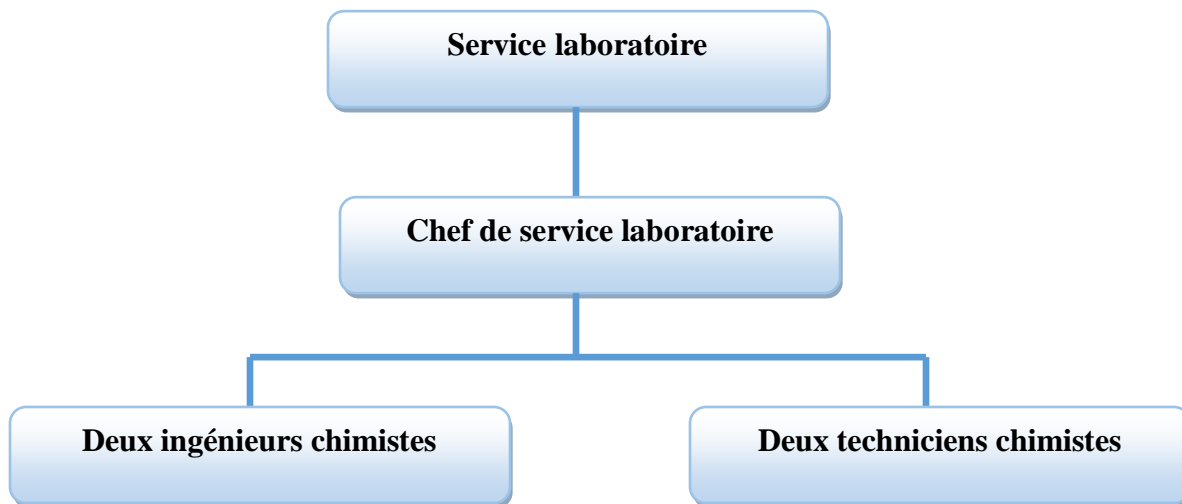 Service laboratoire
Chef de service laboratoire
Deux ingénieurs chimistes
Deux techniciens chimistes